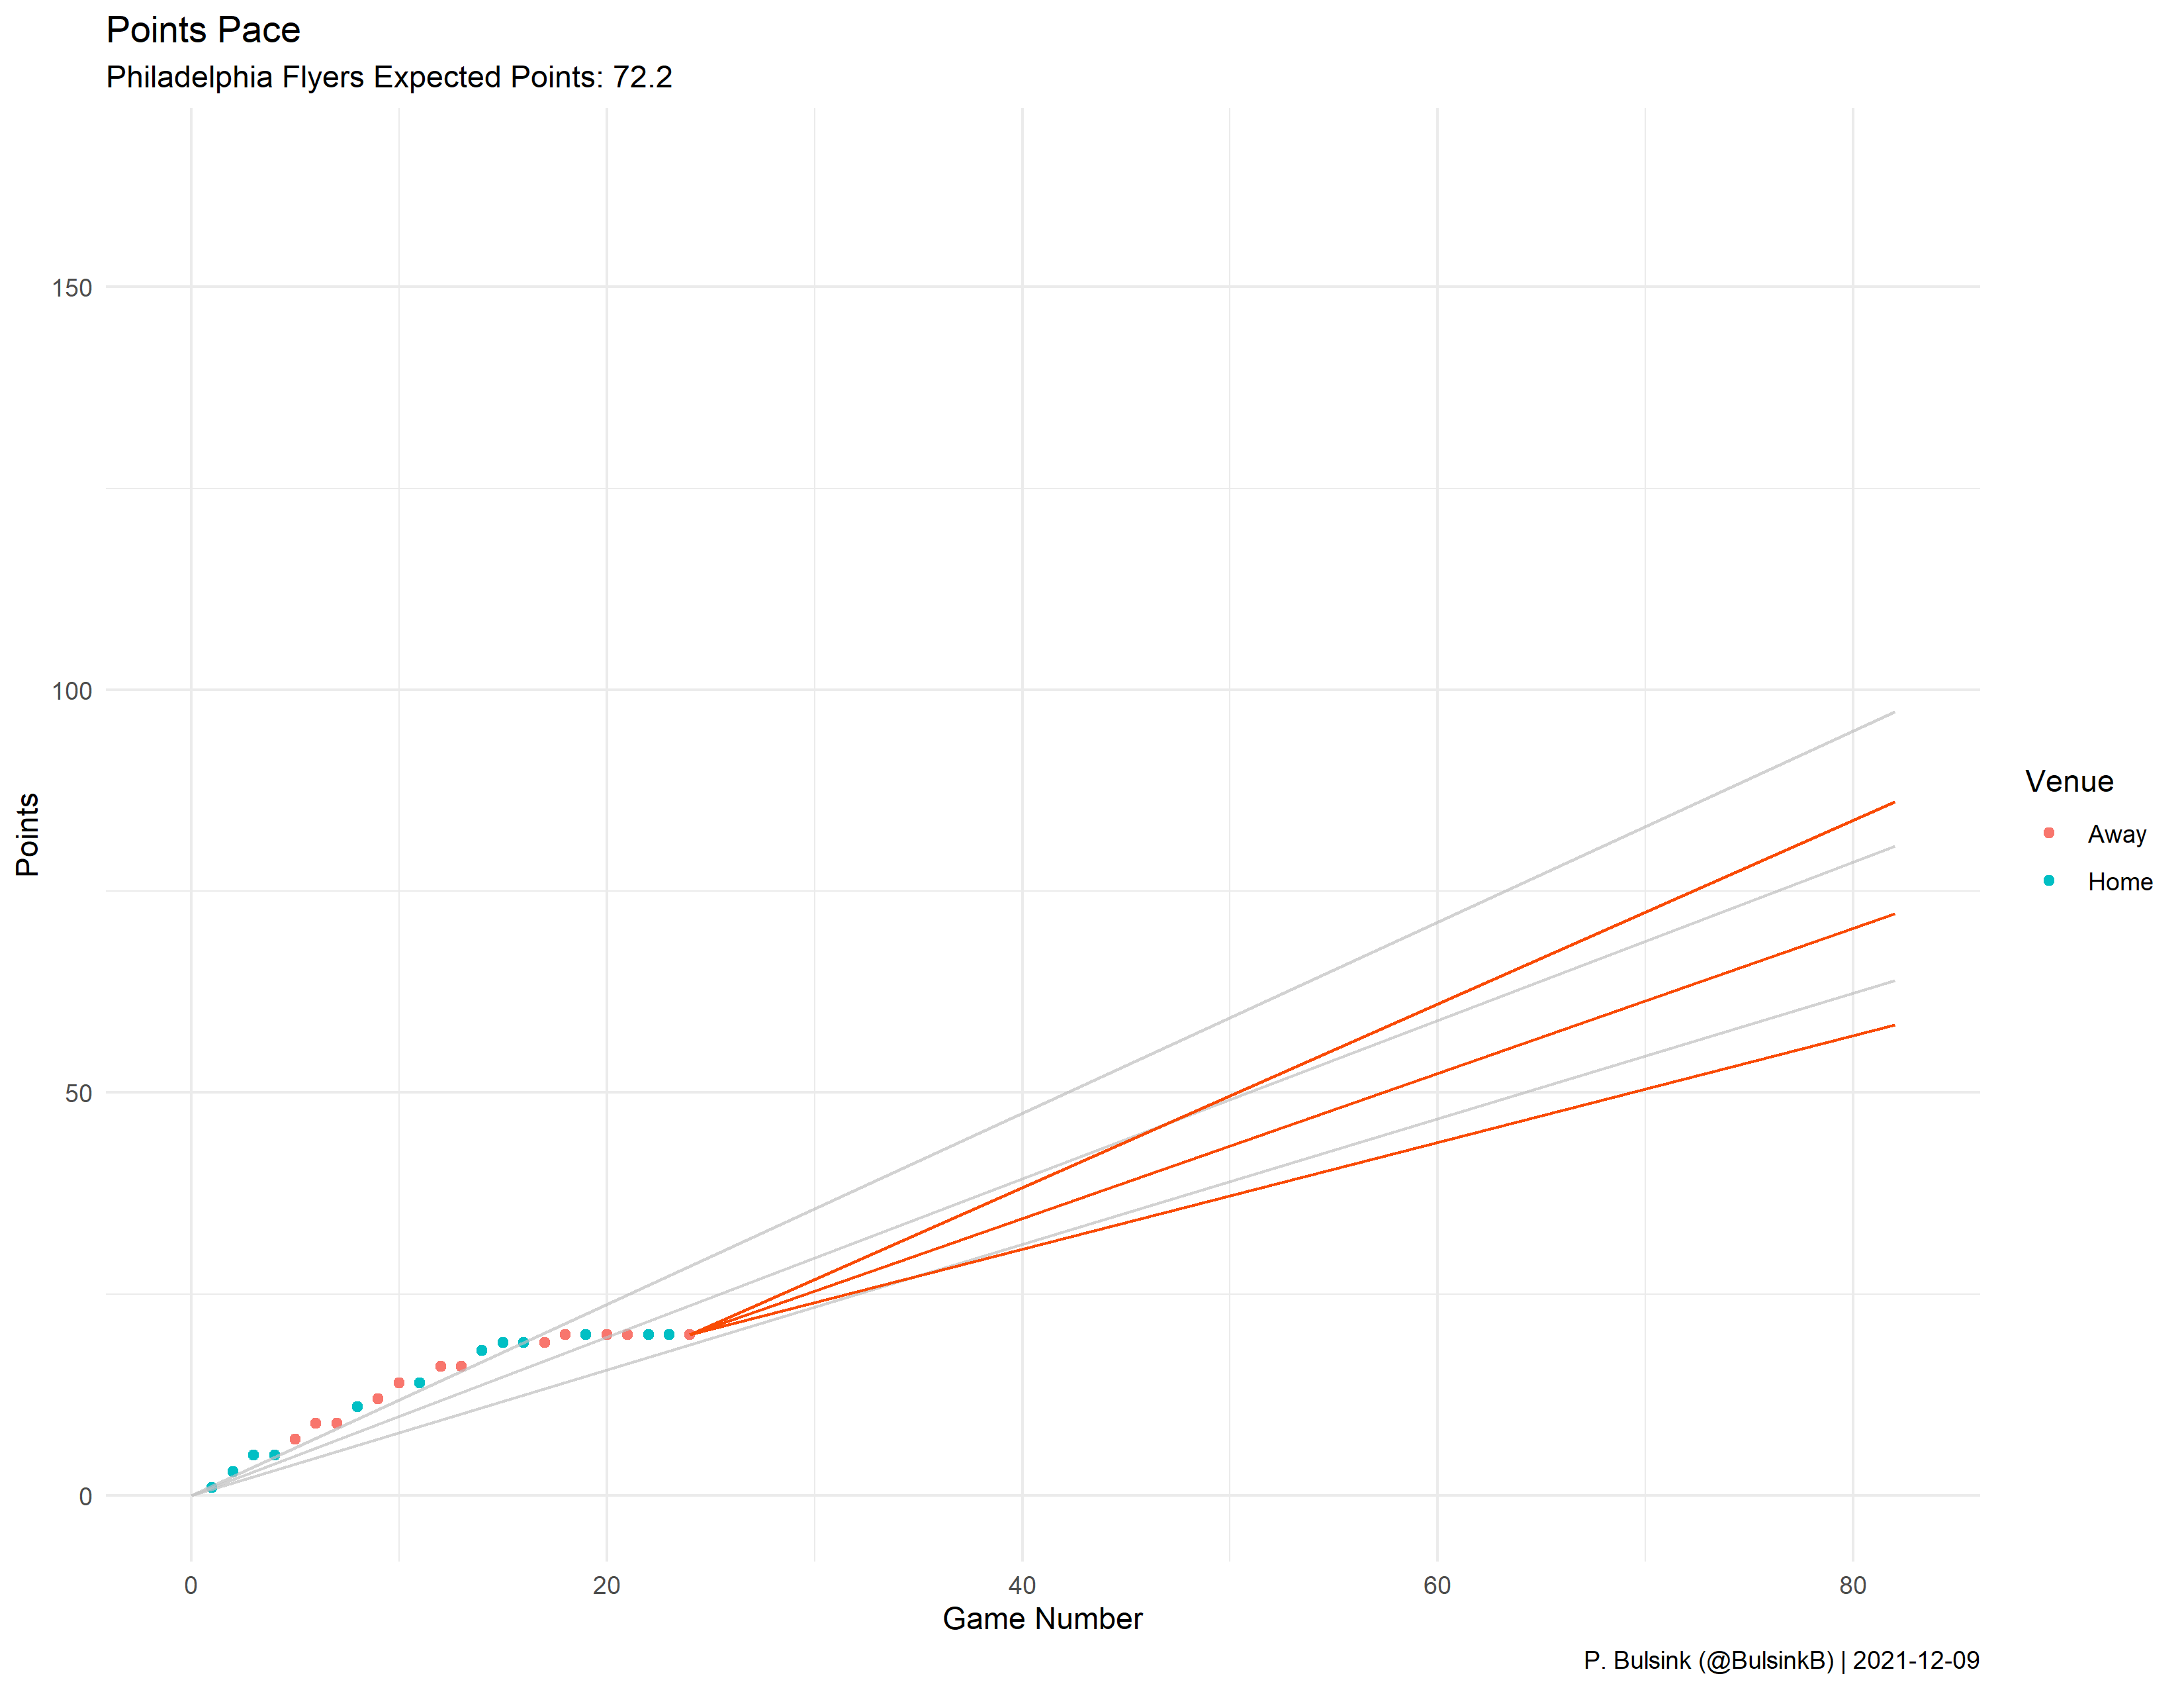 Points Pace
Philadelphia Flyers Expected Points: 72.2
150
100
50
0
Points
0 20 40 60 80
Game Number
Venue
Away
Home
P. Bulsink (@BulsinkB) | 2021-12-09